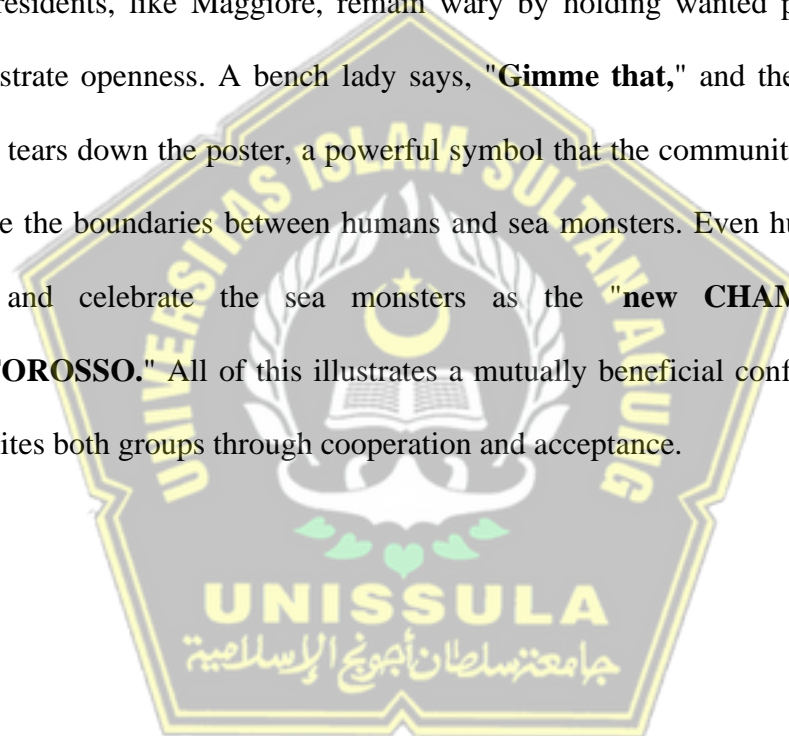 residents, like Maggiore, remain wary by holding wanted p
strate openness. A bench lady says, "Gimme that," and the
tears down the poster, a powerful symbol that the communit
e the boundaries between humans and sea monsters. Even hu
and celebrate the sea monsters as the "new CHAM
TOROSSO." All of this illustrates a mutually beneficial conf
ites both groups through cooperation and acceptance.
UNIVERSITAS ISLAM SULTAN AGUNG
UNISSULA
جامعة سلطان أجونج الإسلامية